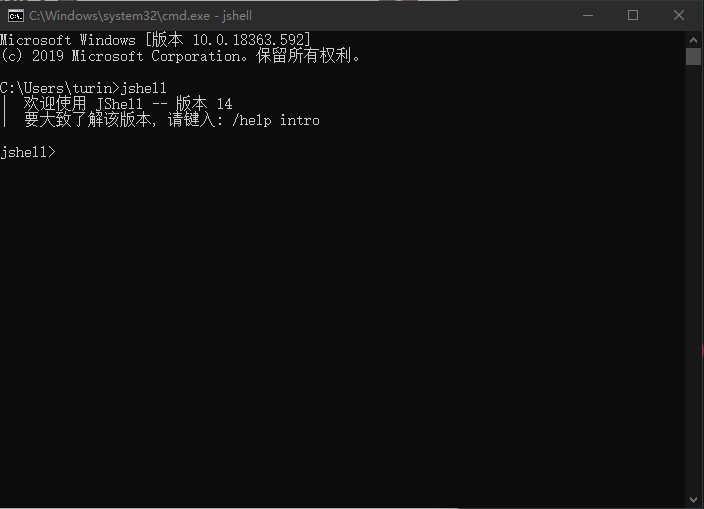 C:\Windows\system32\cmd.exe - jshell
Microsoft Windows [版本 10.0.18363.592]
(c) 2019 Microsoft Corporation。保留所有权利。
C:\Users\turin>jshell
|  欢迎使用 JShell -- 版本 14
|  要大致了解该版本, 请键入: /help intro
jshell>